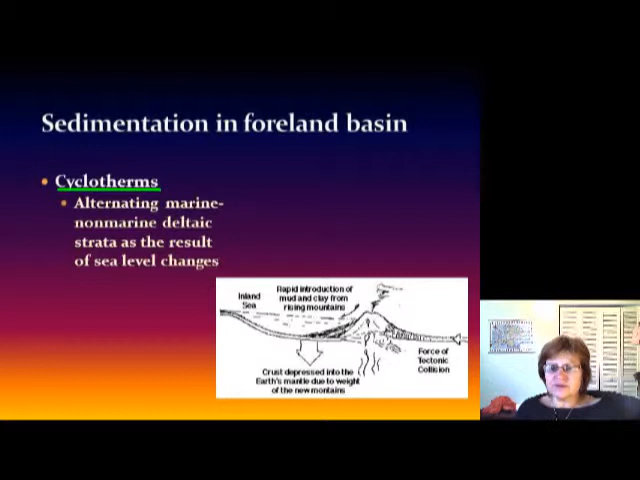 Sedimentation in foreland basin
Cyclotherms
Alternating marine-
nonmarine deltaic
strata as the result
of sea level changes
Inland
Sea
Rapid introduction of
mud and clay from
rising mountains
Force of
Tectonic
Collision
Crust depressed into the
Earth's mantle due to weight
of the new montains